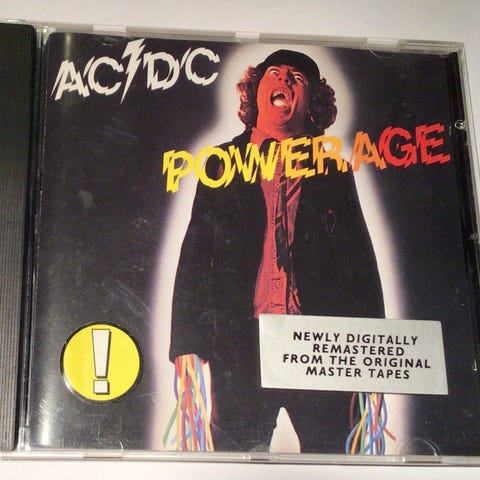 AC/DC
POWERAGE
!
NEWLY DIGITALLY
REMASTERED
FROM THE ORIGINAL
MASTER TAPES